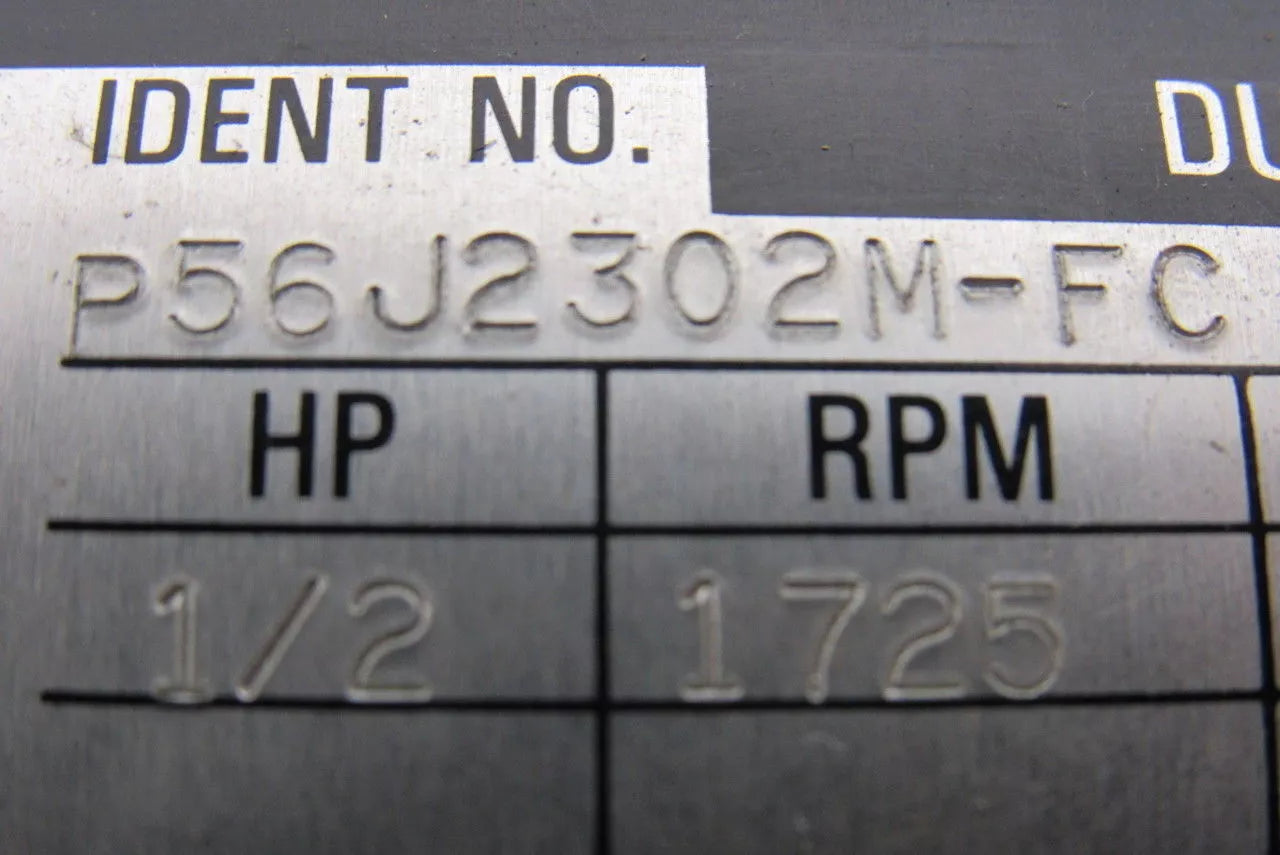 IDENT NO.
DU
P56J2302M-FC
HP RPM
1/2 1725